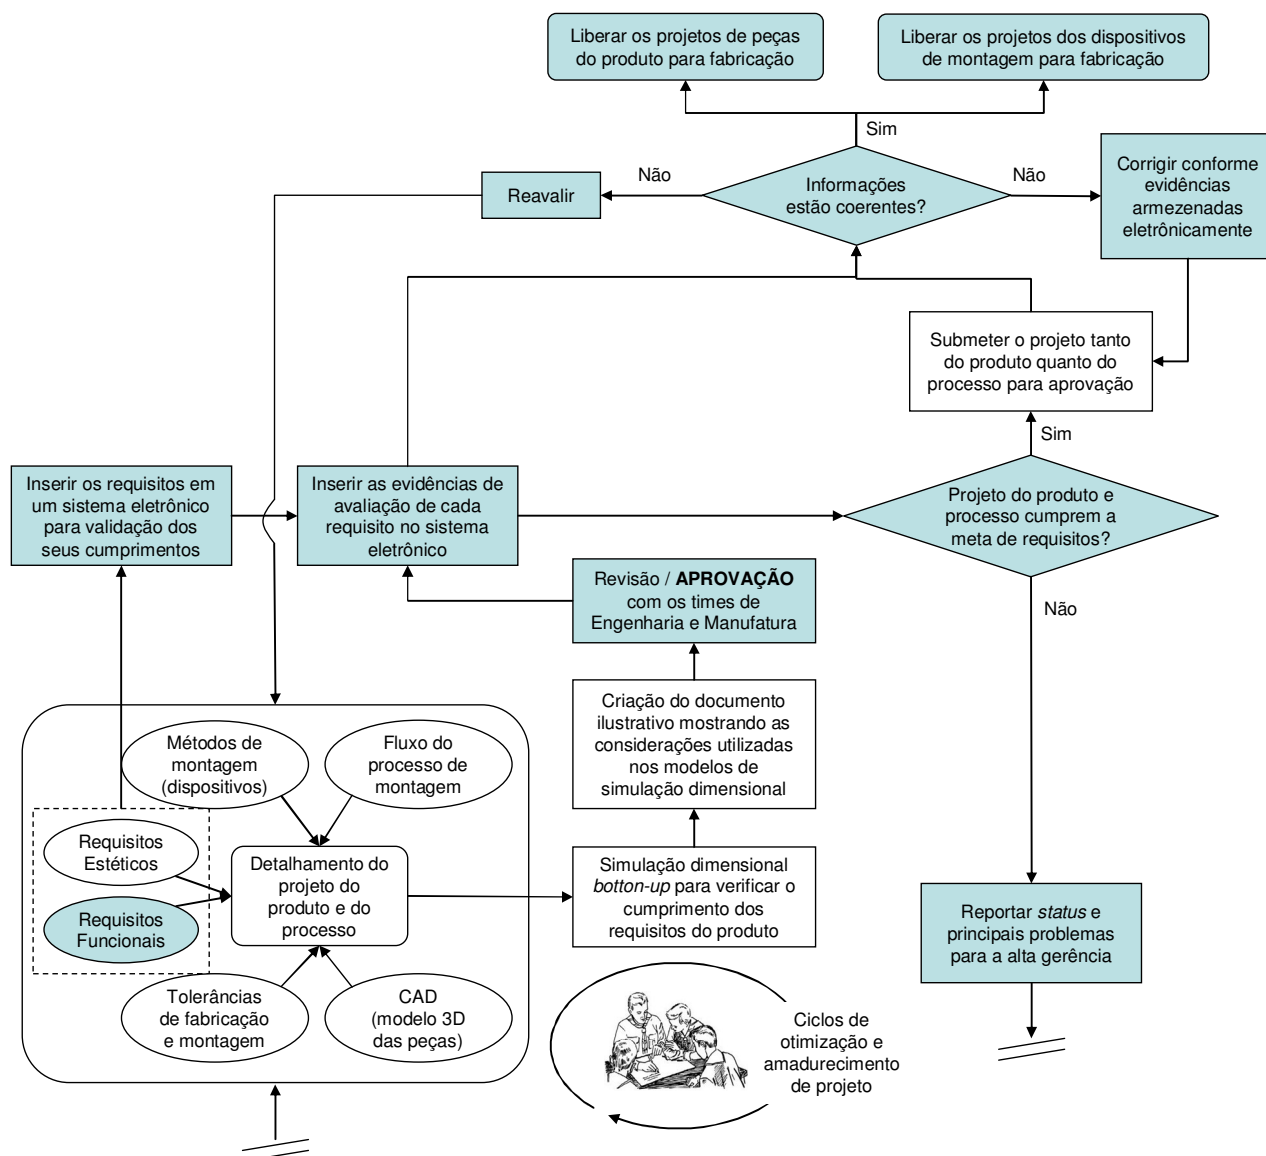 Liberar os projetos de peças
do produto para fabricação
Liberar os projetos dos dispositivos
de montagem para fabricação
Sim
Não
Não
Reavalir
Informações
estão coerentes?
Corrigir conforme
evidências
armezenadas
eletrônicamente
Submeter o projeto tanto
do produto quanto do
processo para aprovação
Sim
Inserir os requisitos em
um sistema eletrônico
para validação dos
seus cumprimentos
Inserir as evidências de
avaliação de cada
requisito no sistema
eletrônico
Projeto do produto e
processo cumprem a
meta de requisitos?
Revisão / APROVAÇÃO
com os times de
Engenharia e Manufatura
Não
Criação do documento
ilustrativo mostrando as
considerações utilizadas
nos modelos de
simulação dimensional
Métodos de
montagem
(dispositivos)
Fluxo do
processo de
montagem
Requisitos
Estéticos
Detalhamento do
projeto do
produto e do
processo
Simulação dimensional
botton-up para verificar o
cumprimento dos
requisitos do produto
Requisitos
Funcionais
Reportar status e
principais problemas
para a alta gerência
Tolerâncias
de fabricação
e montagem
CAD
(modelo 3D
das peças)
Ciclos de
otimização e
amadurecimento
de projeto